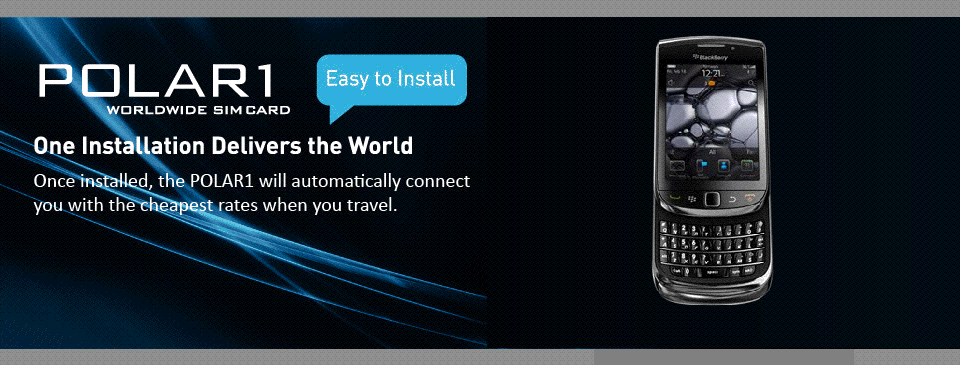 POLAR1
WORLDWIDE SIM CARD
Easy to Install
One Installation Delivers the World
Once installed, the POLAR1 will automatically connect
you with the cheapest rates when you travel.
BlackBerry
12:21
All